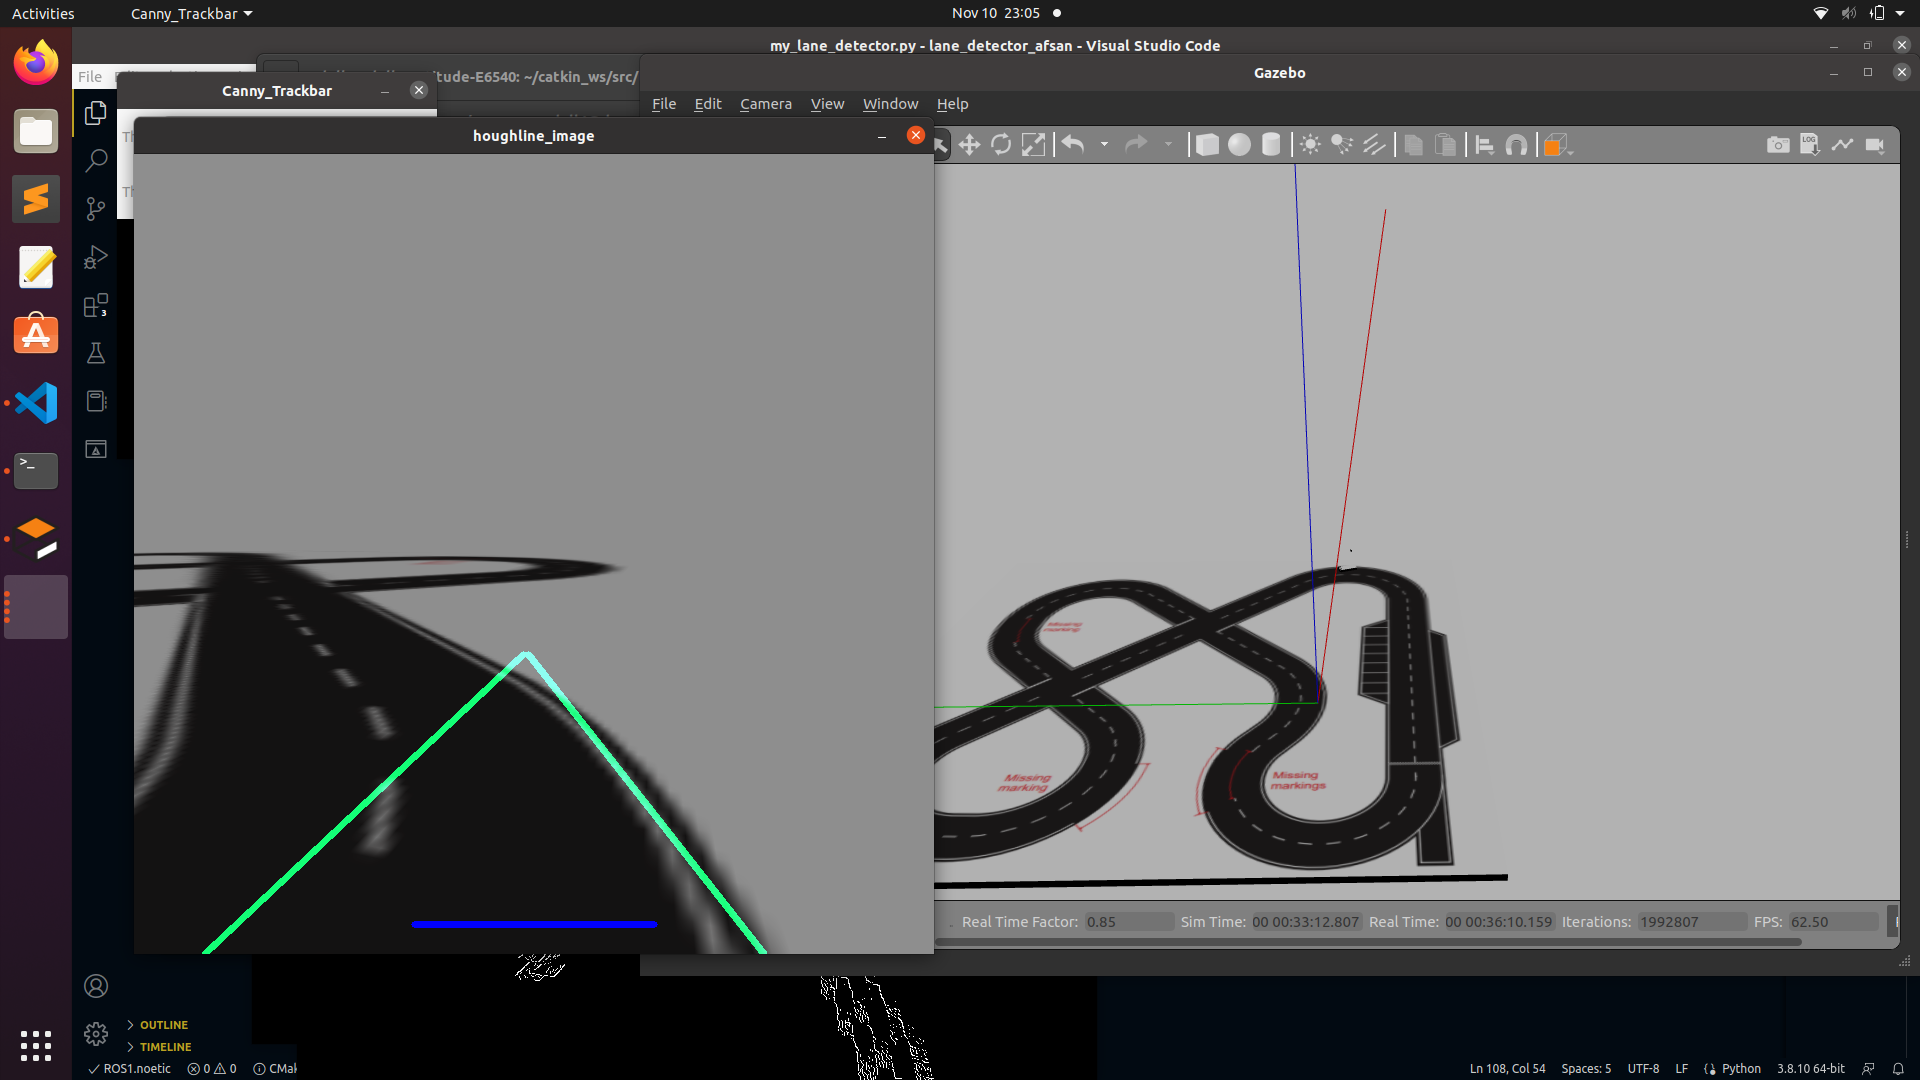 Activities
Canny_Trackbar
Nov 10 23:05
my_lane_detector.py - lane_detector_afsan - Visual Studio Code
File
tude-E6540: ~/catkin_ws/src/
Gazebo
Canny_Trackbar
File Edit Camera View Window Help
houghline_image
LOG
Th
Th
3
Missing
marking
Missing
marking
Missing
markings
Real Time Factor: 0.85 Sim Time: 00 00:33:12.807 Real Time: 00 00:36:10.159 Iterations: 1992807 FPS: 62.50
OUTLINE
TIMELINE
ROS1.noetic 0 0 CMak
Ln 108, Col 54 Spaces: 5 UTF-8 LF Python 3.8.10 64-bit